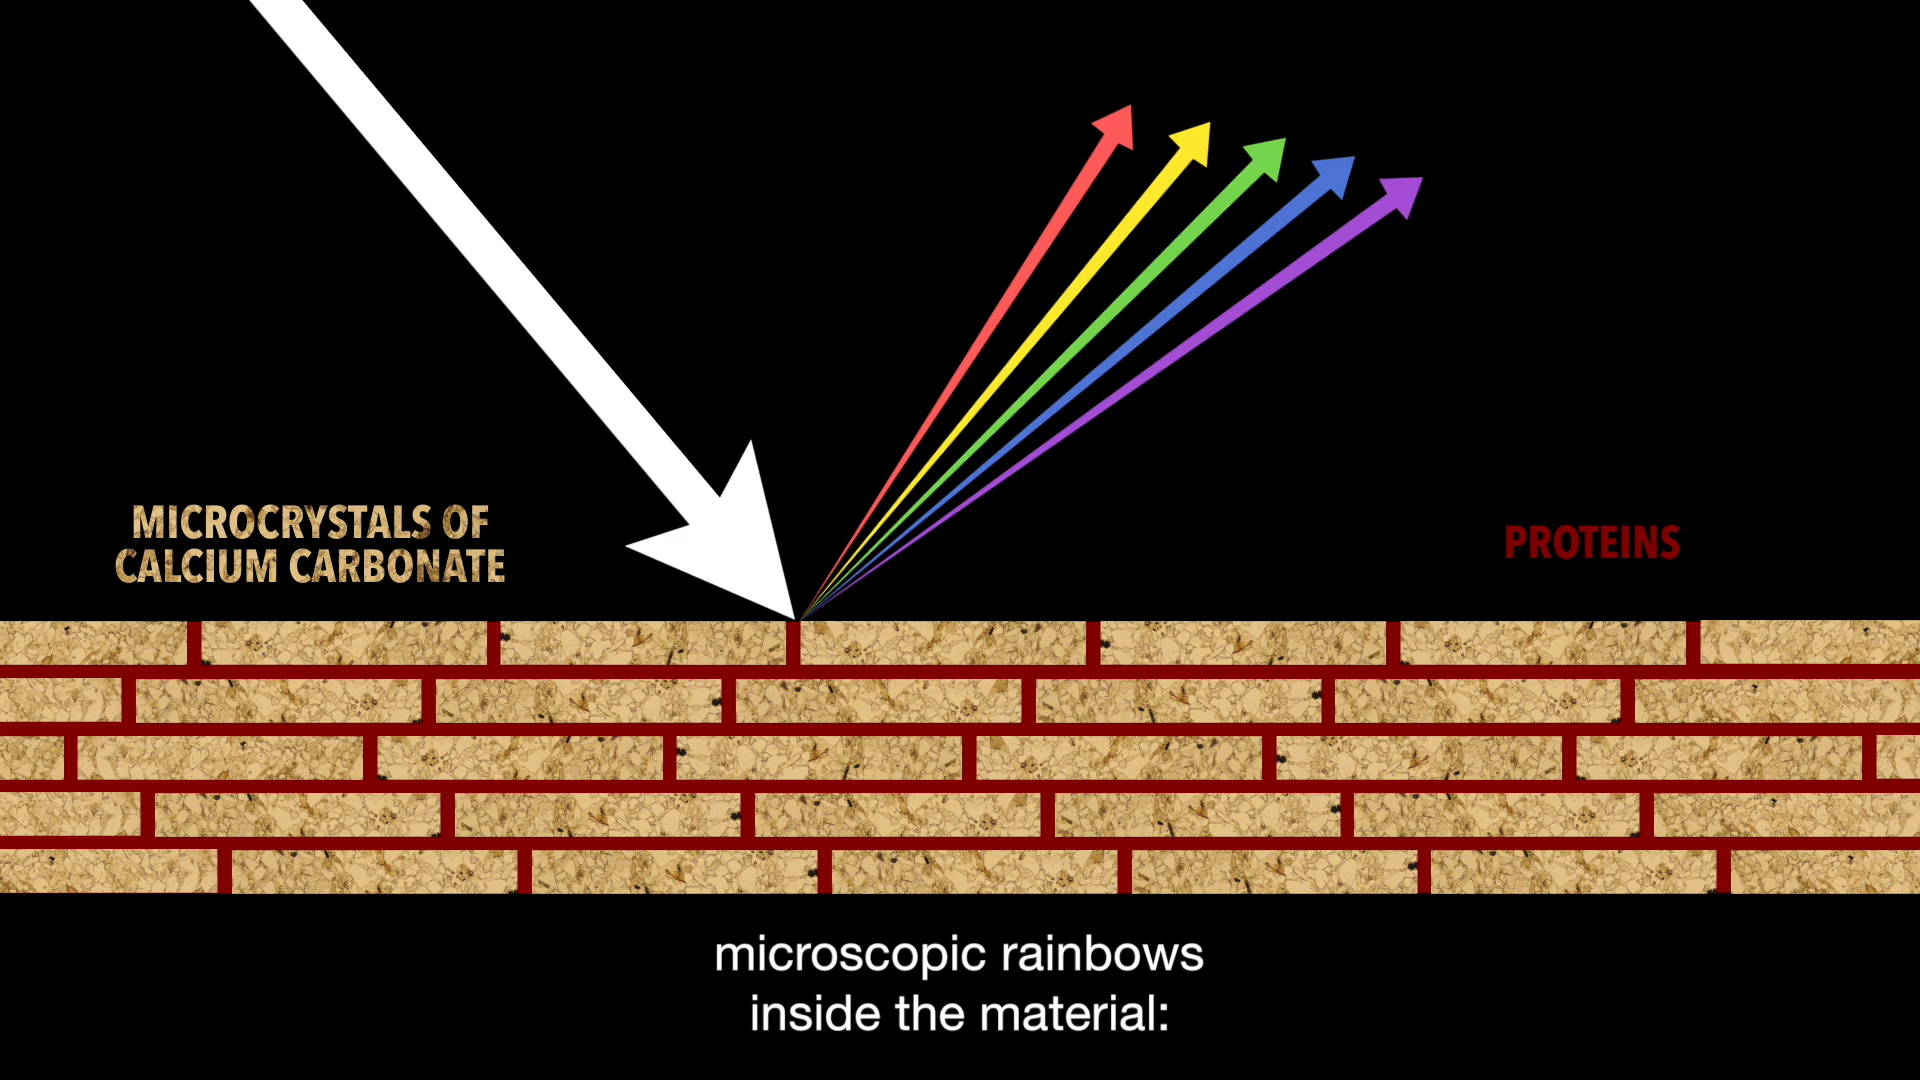 MICROCRYSTALS OF
CALCIUM CARBONATE
PROTEINS
microscopic rainbows
inside the material: